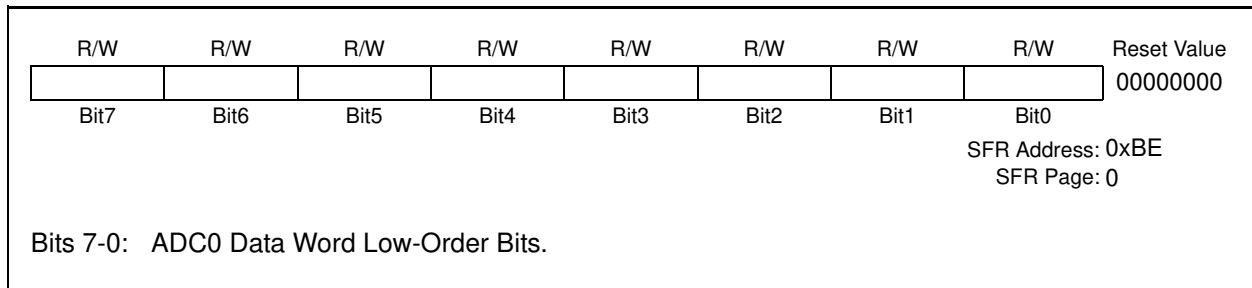 R/W R/W R/W R/W R/W R/W R/W R/W Reset Value
00000000
Bit7 Bit6 Bit5 Bit4 Bit3 Bit2 Bit1 Bit0
SFR Address: 0xBE
SFR Page: 0
Bits 7-0: ADC0 Data Word Low-Order Bits.